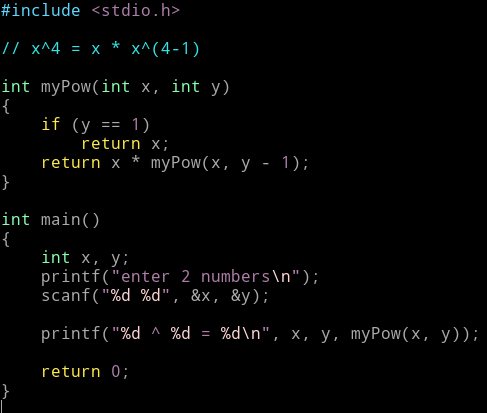 #include <stdio.h>
// x^4 = x * x^(4-1)
int myPow(int x, int y)
{
    if (y == 1)
        return x;
    return x * myPow(x, y - 1);
}
int main()
{
    int x, y;
    printf("enter 2 numbers\n");
    scanf("%d %d", &x, &y);
    printf("%d ^ %d = %d\n", x, y, myPow(x, y));
    return 0;
}